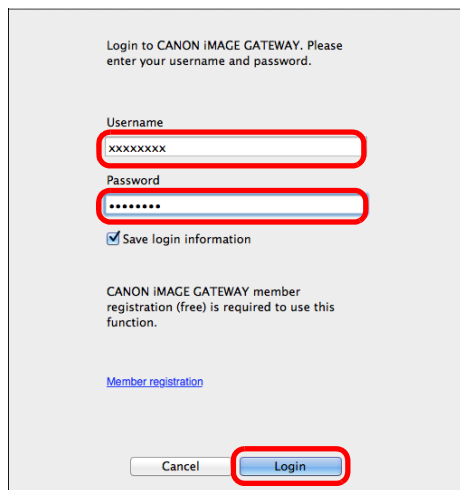 Login to CANON iMAGE GATEWAY. Please
enter your username and password.
Username
xxxxxxxx
Password
••••••••
Save login information
CANON iMAGE GATEWAY member
registration (free) is required to use this
function.
Member registration
Cancel Login